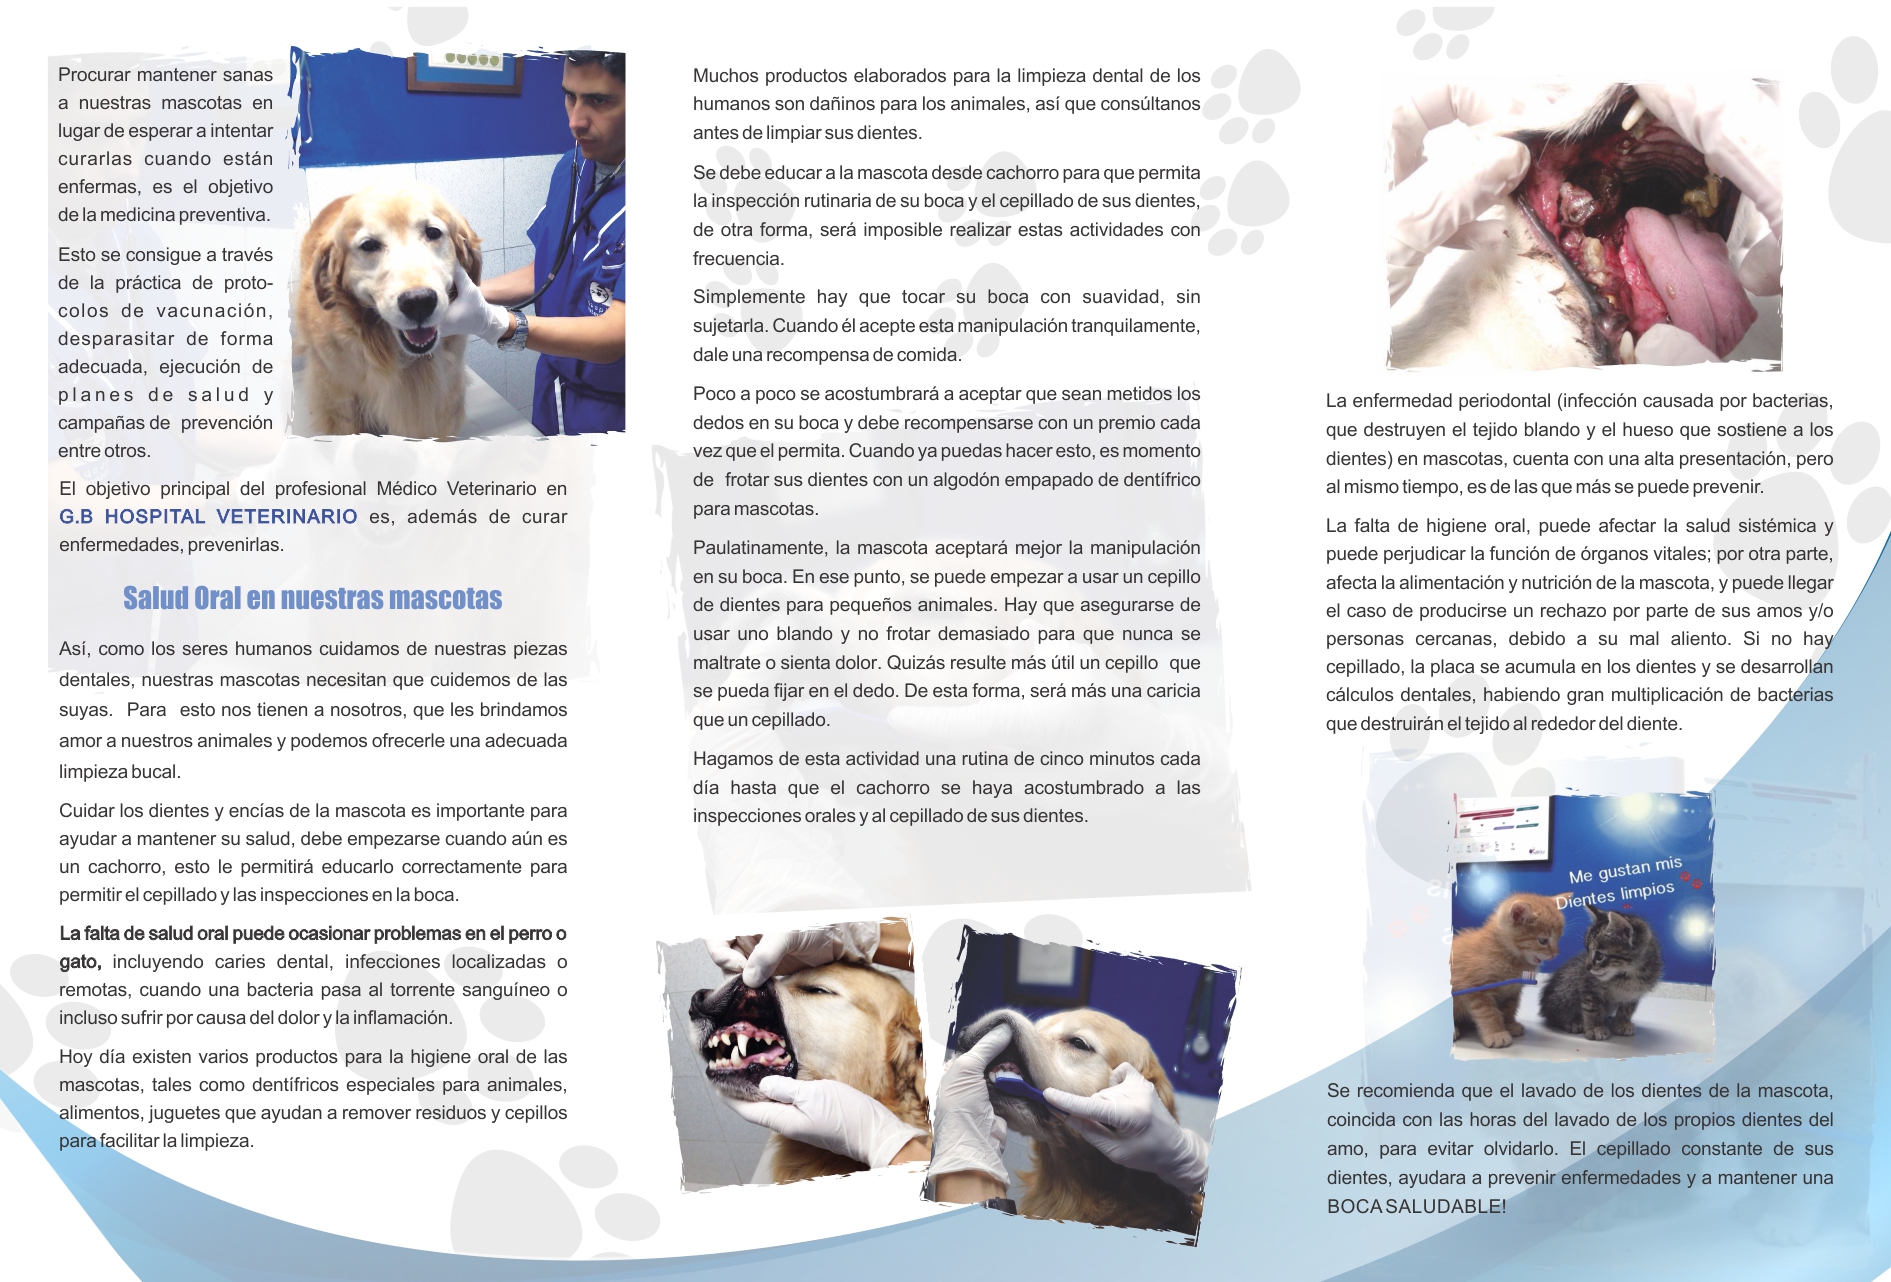 Procurar mantener sanas
a nuestras mascotas en
lugar de esperar a intentar
curarlas cuando están
enfermas, es el objetivo
de la medicina preventiva.
Esto se consigue a través
de la práctica de proto-
colos de vacunación,
desparasitar de forma
adecuada, ejecución de
planes de salud y
campañas de prevención
entre otros.
El objetivo principal del profesional Médico Veterinario en
G.B HOSPITAL VETERINARIO es, además de curar
enfermedades, prevenirlas.
Salud Oral en nuestras mascotas
Así, como los seres humanos cuidamos de nuestras piezas
dentales, nuestras mascotas necesitan que cuidemos de las
suyas. Para esto nos tienen a nosotros, que les brindamos
amor a nuestros animales y podemos ofrecerle una adecuada
limpieza bucal.
Cuidar los dientes y encías de la mascota es importante para
ayudar a mantener su salud, debe empezarse cuando aún es
un cachorro, esto le permitirá educarlo correctamente para
permitir el cepillado y las inspecciones en la boca.
La falta de salud oral puede ocasionar problemas en el perro o
gato, incluyendo caries dental, infecciones localizadas o
remotas, cuando una bacteria pasa al torrente sanguíneo o
incluso sufrir por causa del dolor y la inflamación.
Hoy día existen varios productos para la higiene oral de las
mascotas, tales como dentífricos especiales para animales,
alimentos, juguetes que ayudan a remover residuos y cepillos
para facilitar la limpieza.
Muchos productos elaborados para la limpieza dental de los
humanos son dañinos para los animales, así que consúltanos
antes de limpiar sus dientes.
Se debe educar a la mascota desde cachorro para que permita
la inspección rutinaria de su boca y el cepillado de sus dientes,
de otra forma, será imposible realizar estas actividades con
frecuencia.
Simplemente hay que tocar su boca con suavidad, sin
sujetarla. Cuando él acepte esta manipulación tranquilamente,
dale una recompensa de comida.
Poco a poco se acostumbrará a aceptar que sean metidos los
dedos en su boca y debe recompensarse con un premio cada
vez que el permita. Cuando ya puedas hacer esto, es momento
de frotar sus dientes con un algodón empapado de dentífrico
para mascotas.
Paulatinamente, la mascota aceptará mejor la manipulación
en su boca. En ese punto, se puede empezar a usar un cepillo
de dientes para pequeños animales. Hay que asegurarse de
usar uno blando y no frotar demasiado para que nunca se
maltrate o sienta dolor. Quizás resulte más útil un cepillo que
se pueda fijar en el dedo. De esta forma, será más una caricia
que un cepillado.
Hagamos de esta actividad una rutina de cinco minutos cada
día hasta que el cachorro se haya acostumbrado a las
inspecciones orales y al cepillado de sus dientes.
La enfermedad periodontal (infección causada por bacterias,
que destruyen el tejido blando y el hueso que sostiene a los
dientes) en mascotas, cuenta con una alta presentación, pero
al mismo tiempo, es de las que más se puede prevenir.
La falta de higiene oral, puede afectar la salud sistémica y
puede perjudicar la función de órganos vitales; por otra parte,
afecta la alimentación y nutrición de la mascota, y puede llegar
el caso de producirse un rechazo por parte de sus amos y/o
personas cercanas, debido a su mal aliento. Si no hay
cepillado, la placa se acumula en los dientes y se desarrollan
cálculos dentales, habiendo gran multiplicación de bacterias
que destruirán el tejido al rededor del diente.
Me gustan mis
Dientes limpios
Se recomienda que el lavado de los dientes de la mascota,
coincida con las horas del lavado de los propios dientes del
amo, para evitar olvidarlo. El cepillado constante de sus
dientes, ayudara a prevenir enfermedades y a mantener una
BOCA SALUDABLE!